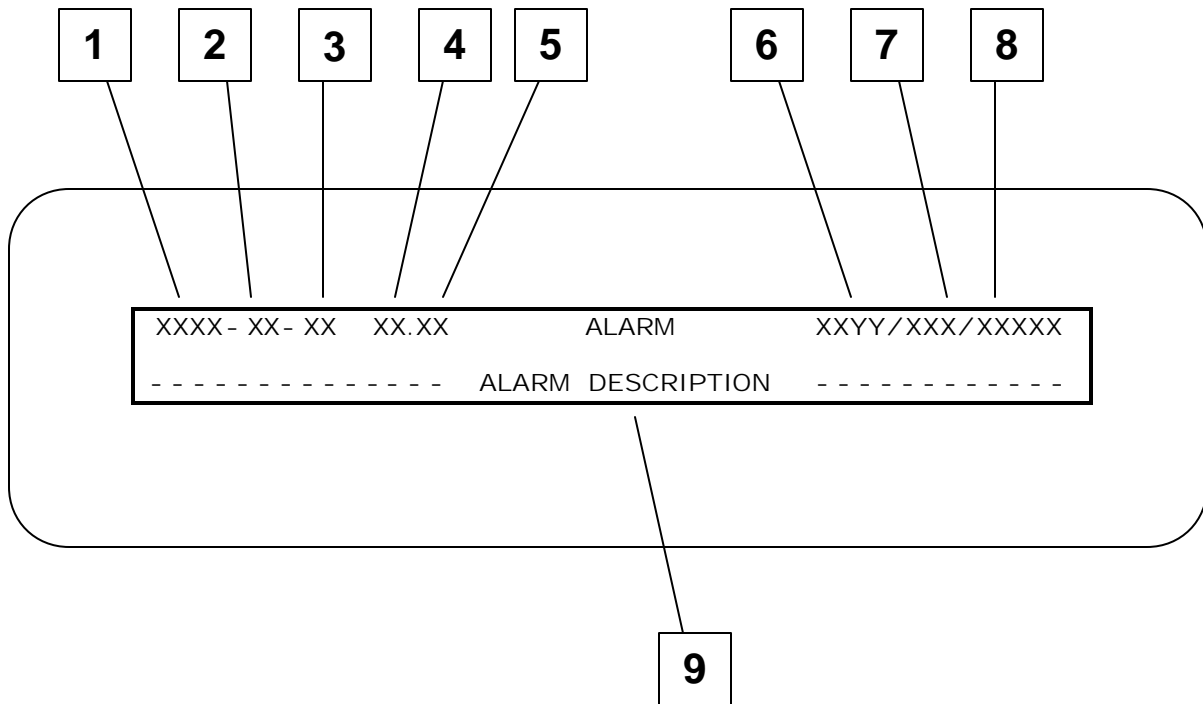 1 2 3 4 5 6 7 8
XXXX-XX-XX XX.XX ALARM XXYY/XXX/XXXXX
- - - - - - - - - - - - - - ALARM DESCRIPTION - - - - - - - - - - - -
9